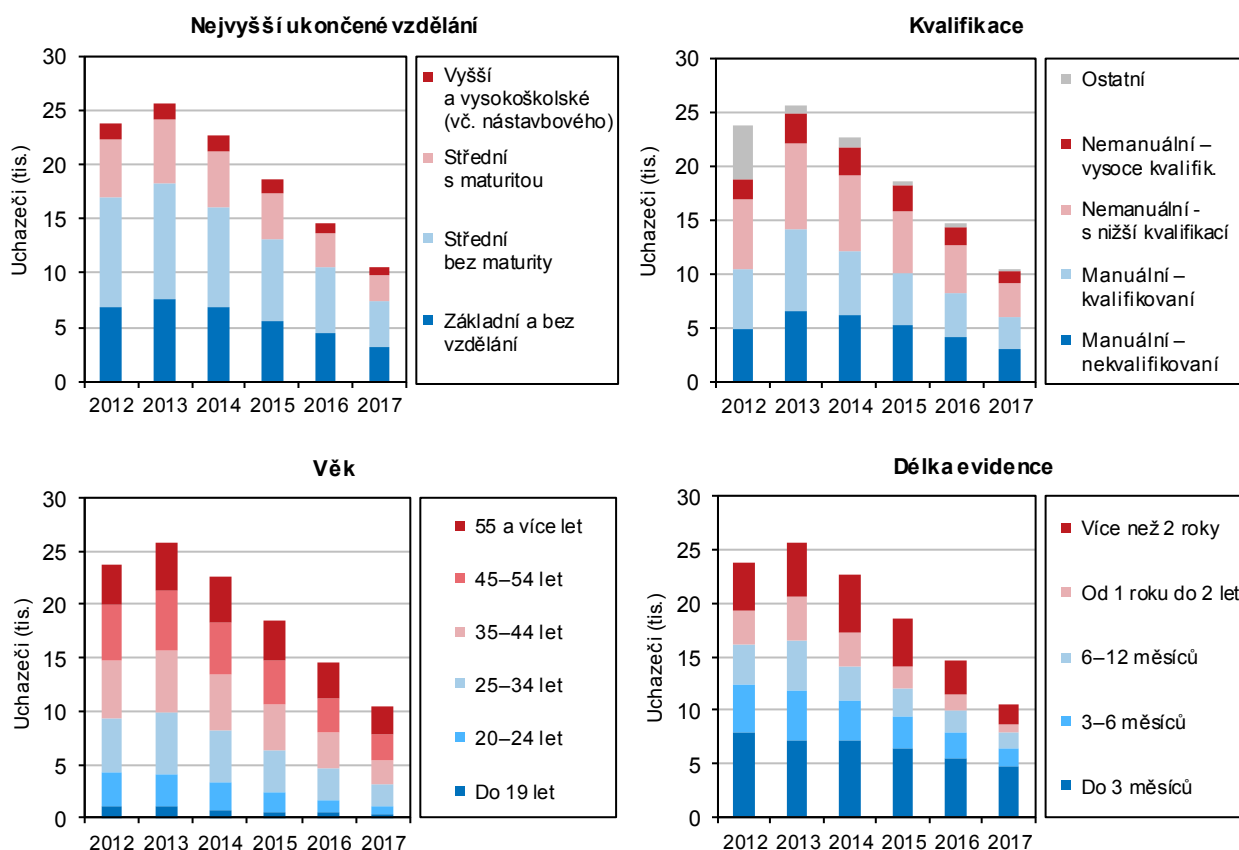 Nejvyšší ukončené vzdělání
Uchazeči (tis.)
30
25
20
15
10
5
0
2012 2013 2014 2015 2016 2017
Vyšší
a vysokoškolské
(vč. nástavbového)
Střední
s maturitou
Střední
bez maturity
Základní a bez
vzdělání
Kvalifikace
Uchazeči (tis.)
30
25
20
15
10
5
0
2012 2013 2014 2015 2016 2017
Ostatní
Nemanuální –
vysoce kvalifik.
Nemanuální -
s nižší kvalifikací
Manuální –
kvalifikovaní
Manuální –
nekvalifikovaní
Věk
Uchazeči (tis.)
30
25
20
15
10
5
0
2012 2013 2014 2015 2016 2017
55 a více let
45–54 let
35–44 let
25–34 let
20–24 let
Do 19 let
Délka evidence
Uchazeči (tis.)
30
25
20
15
10
5
0
2012 2013 2014 2015 2016 2017
Více než 2 roky
Od 1 roku do 2 let
6–12 měsíců
3–6 měsíců
Do 3 měsíců